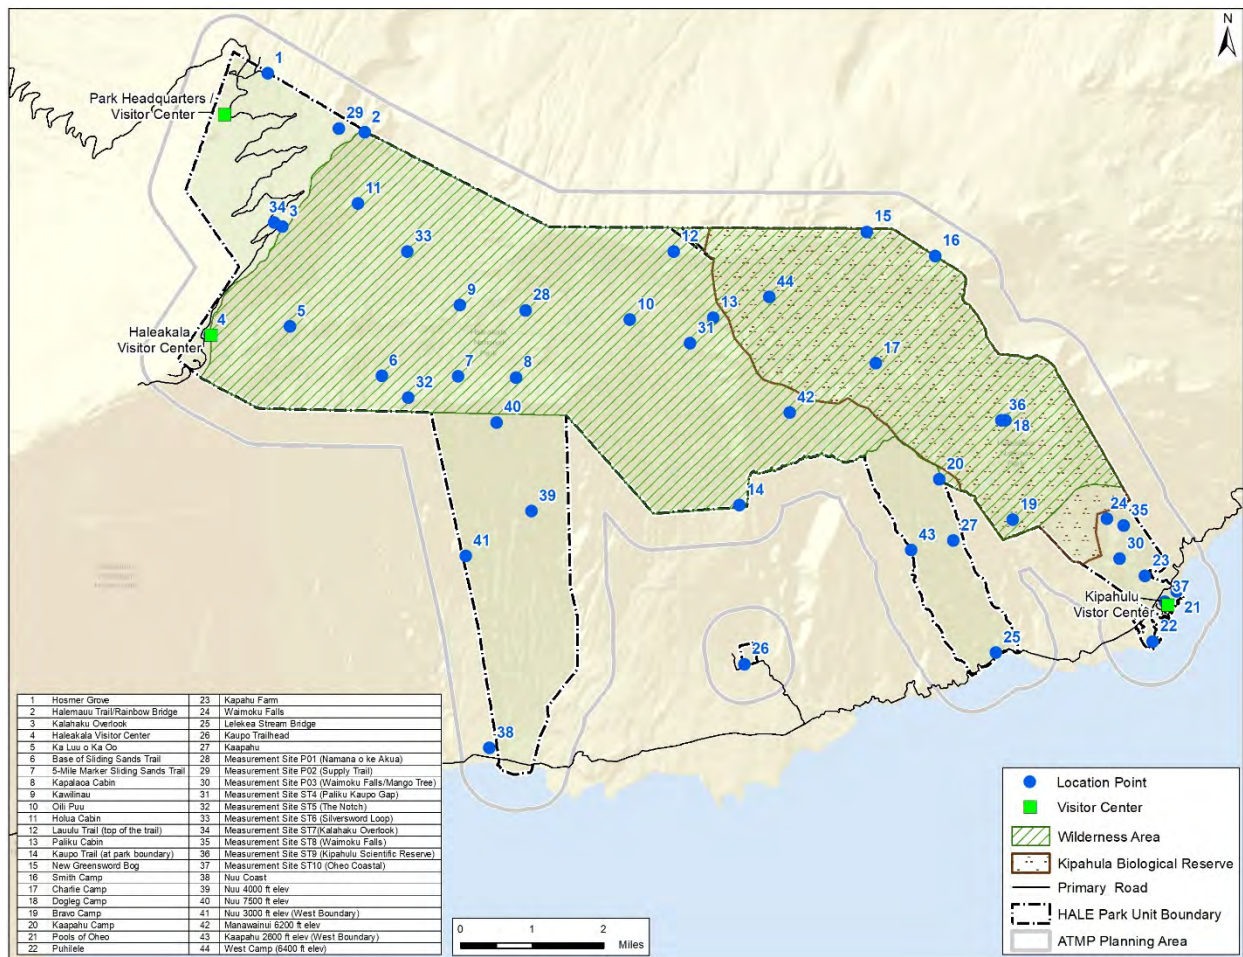 N
1
Park Headquarters /
Visitor Center
29
2
11
34
3
33
12
15
16
44
9
28
10
13
31
5
4
Haleakala
Visitor Center
17
6
7
8
32
40
42
36
18
20
14
39
19
24
35
43
27
30
41
23
37
Kipahulu
Vistor Center
21
22
25
26
38
1 Hosmer Grove 23 Kapahu Farm
2 Halemauu Trail/Rainbow Bridge 24 Waimoku Falls
3 Kalahaku Overlook 25 Lelekea Stream Bridge
4 Haleakala Visitor Center 26 Kaupo Trailhead
5 Ka Luu o Ka Oo 27 Kaapahu
6 Base of Sliding Sands Trail 28 Measurement Site P01 (Namana o ke Akua)
7 5-Mile Marker Sliding Sands Trail 29 Measurement Site P02 (Supply Trail)
8 Kapalaoa Cabin 30 Measurement Site P03 (Waimoku Falls/Mango Tree)
9 Kawilinau 31 Measurement Site ST4 (Paliku Kaupo Gap)
10 Oili Puu 32 Measurement Site ST5 (The Notch)
11 Holua Cabin 33 Measurement Site ST6 (Silversword Loop)
12 Lauulu Trail (top of the trail) 34 Measurement Site ST7(Kalahaku Overlook)
13 Paliku Cabin 35 Measurement Site ST8 (Waimoku Falls)
14 Kaupo Trail (at park boundary) 36 Measurement Site ST9 (Kipahulu Scientific Reserve)
15 New Greensword Bog 37 Measurement Site ST10 (Oheo Coastal)
16 Smith Camp 38 Nuu Coast
17 Charlie Camp 39 Nuu 4000 ft elev
18 Dogleg Camp 40 Nuu 7500 ft elev
19 Bravo Camp 41 Nuu 3000 ft elev (West Boundary)
20 Kaapahu Camp 42 Manawainui 6200 ft elev
21 Pools of Oheo 43 Kaapahu 2600 ft elev (West Boundary)
22 Puhilele 44 West Camp (6400 ft elev)
0 1 2
Miles
Location Point
Visitor Center
Wilderness Area
Kipahula Biological Reserve
Primary Road
HALE Park Unit Boundary
ATMP Planning Area